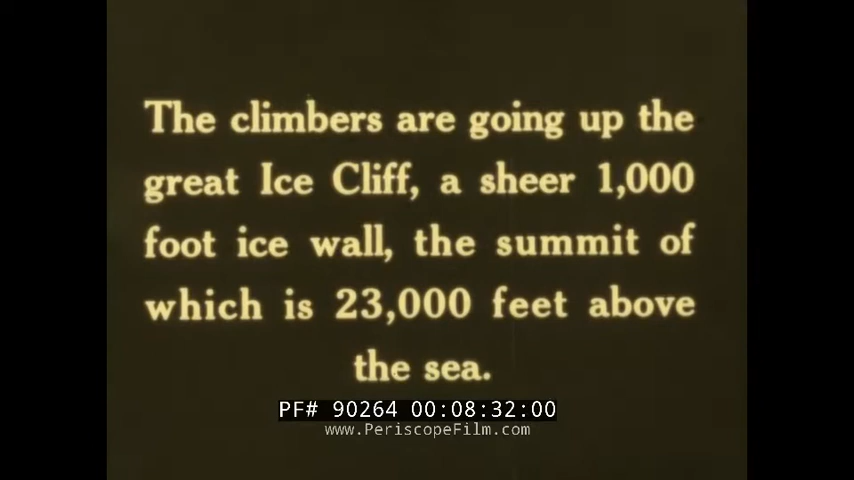 The climbers are going up the
great Ice Cliff, a sheer 1,000
foot ice wall, the summit of
which is 23,000 feet above
the sea.
PF# 90264 00:08:32:00
www.PeriscopeFilm.com